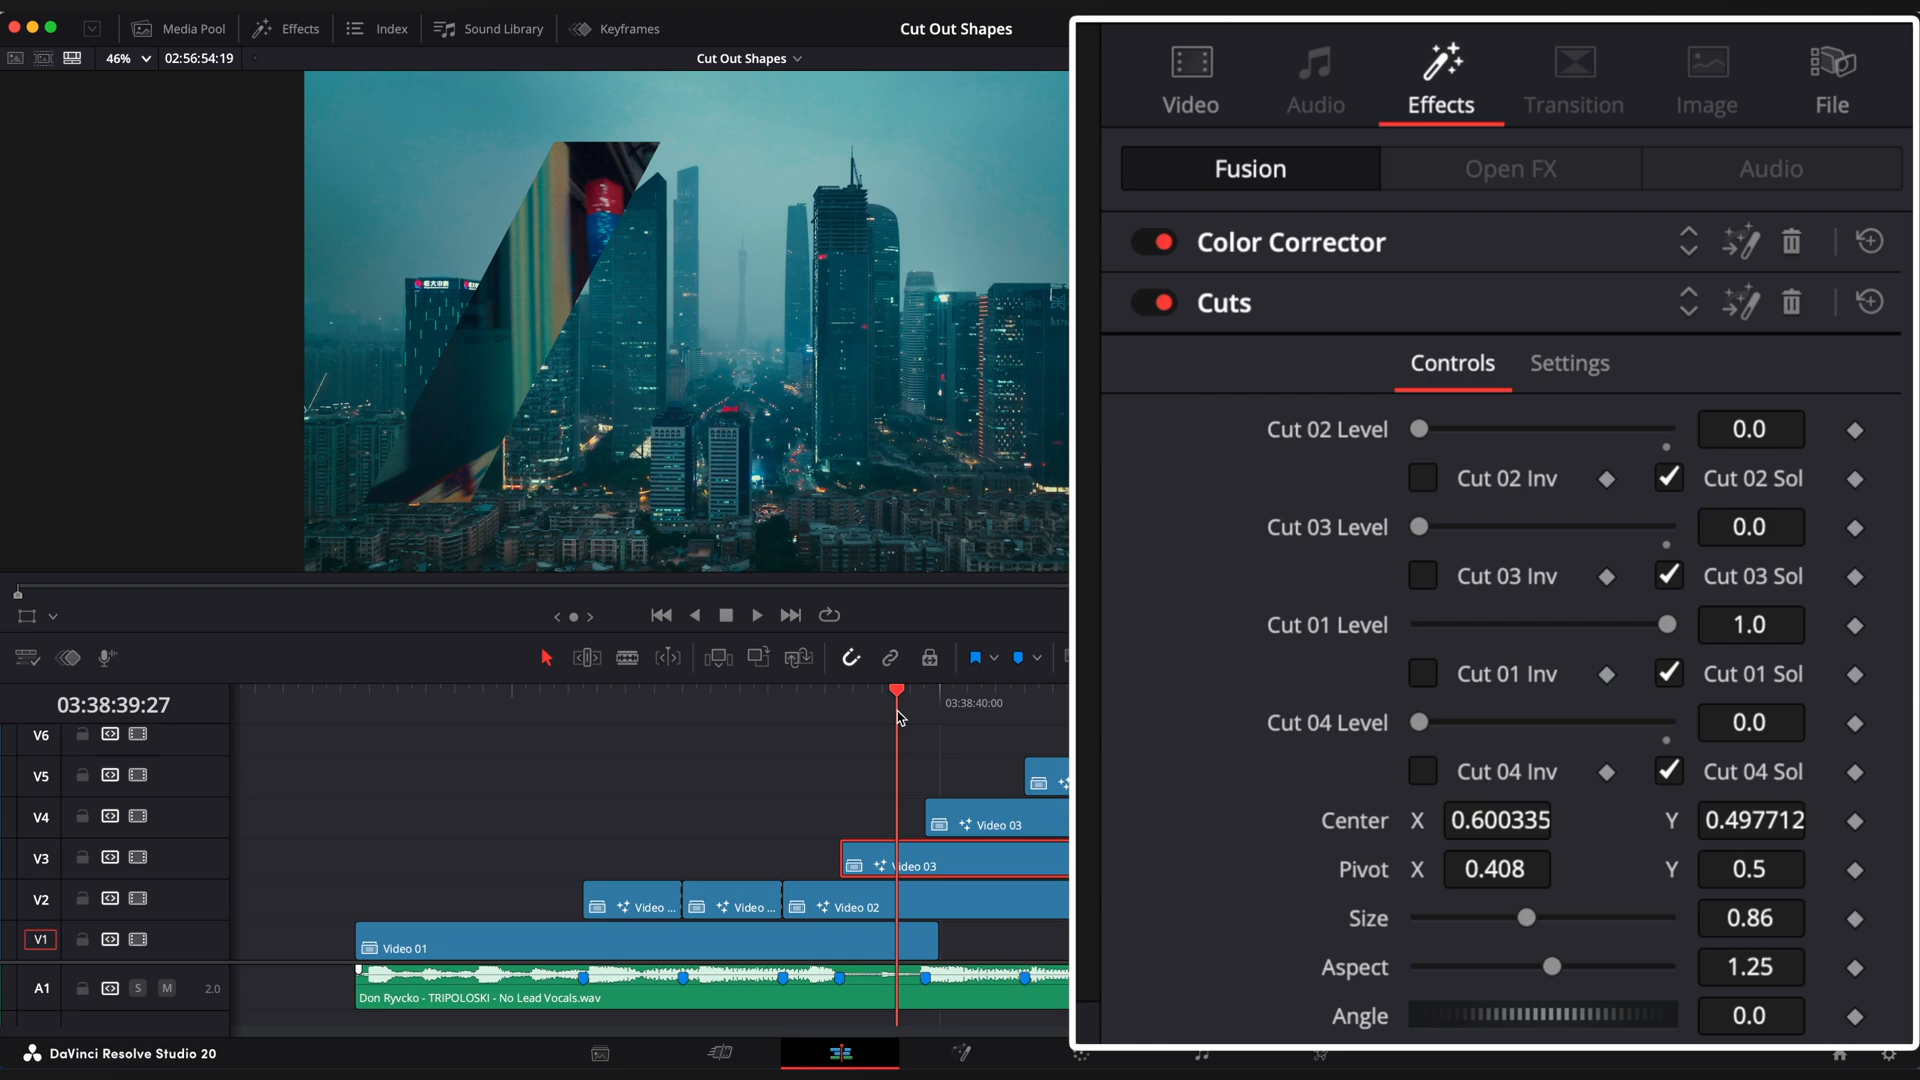 Media Pool
Effects
Index
Sound Library
Keyframes
Cut Out Shapes
46%
02:56:54:19
Cut Out Shapes
恒大中心
03:38:39:27
03:38:40:00
V6
V5
V4
Video 03
V3
Video 03
V2
Video ...
Video ...
Video 02
V1
Video 01
A1
S
M
2.0
Don Ryvcko - TRIPOLOSKI - No Lead Vocals.wav
DaVinci Resolve Studio 20
Video
Audio
Effects
Transition
Image
File
Fusion
Open FX
Audio
Color Corrector
Cuts
Controls
Settings
Cut 02 Level
0.0
Cut 02 Inv
Cut 02 Sol
Cut 03 Level
0.0
Cut 03 Inv
Cut 03 Sol
Cut 01 Level
1.0
Cut 01 Inv
Cut 01 Sol
Cut 04 Level
0.0
Cut 04 Inv
Cut 04 Sol
Center X 0.600335 Y 0.497712
Pivot X 0.408 Y 0.5
Size 0.86
Aspect 1.25
Angle 0.0